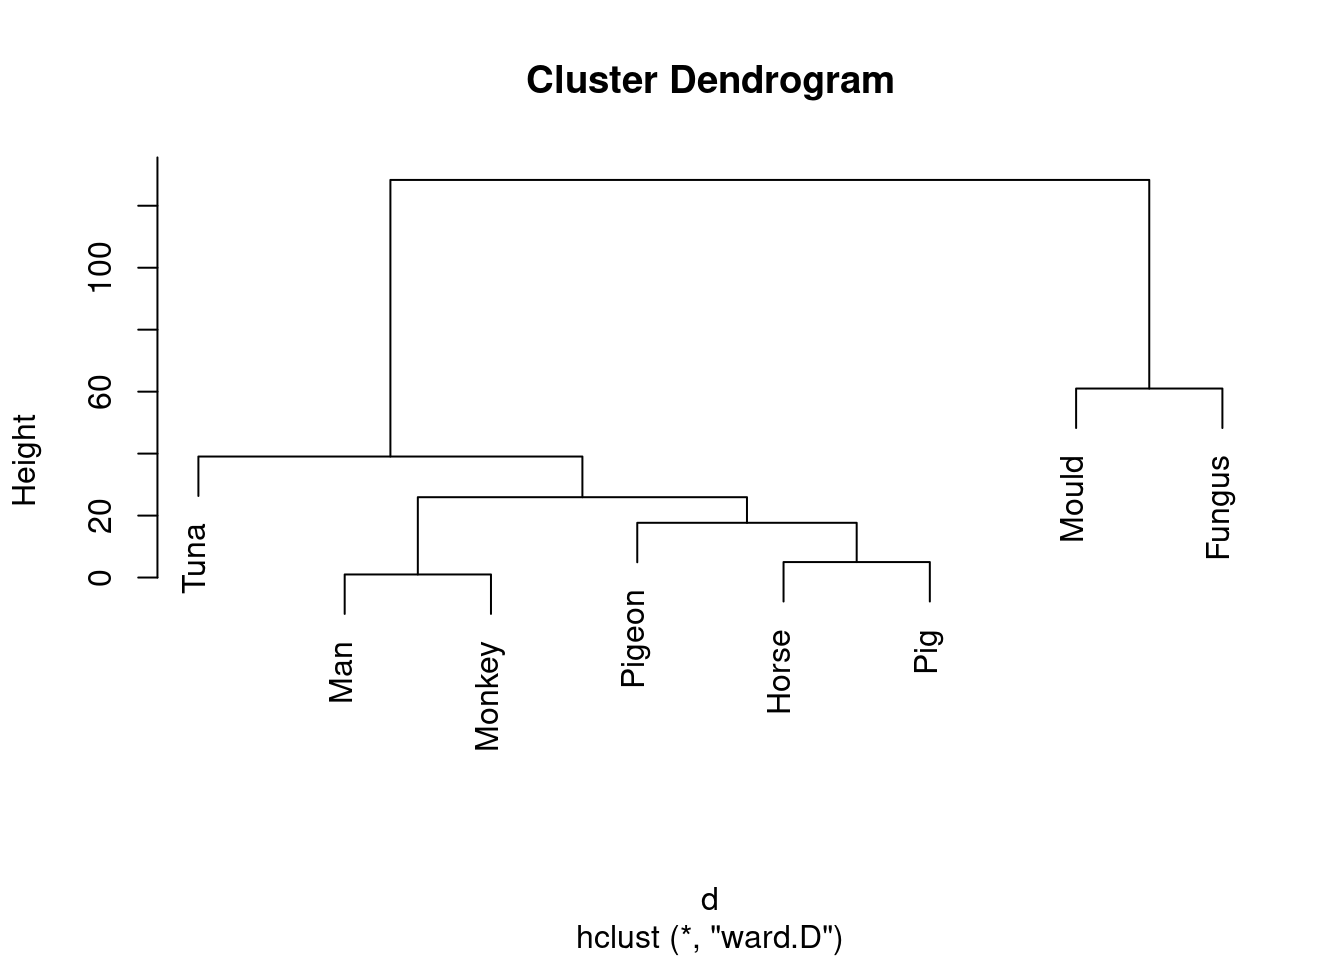 Cluster Dendrogram
Height
0
20
60
100
Tuna
Man
Monkey
Pigeon
Horse
Pig
Mould
Fungus
d
hclust (*, "ward.D")